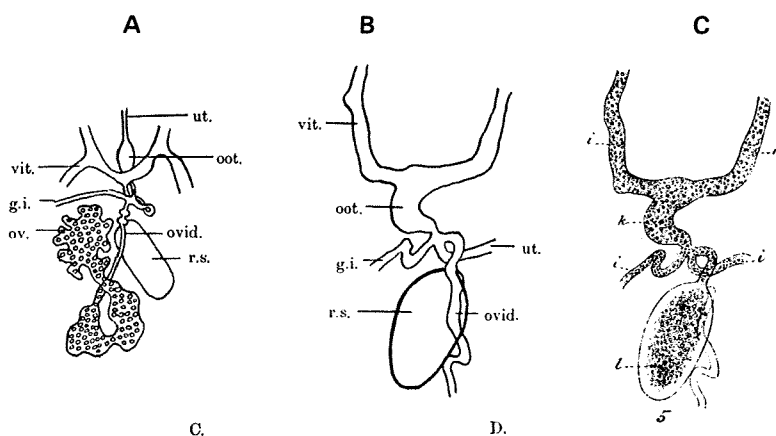 A B C
ut.
oot.
vit.
g.i.
ov.
ovid.
r.s.
C.
vit.
oot.
g.i.
ut.
r.s.
ovid.
D.
i
k
i
i
l
5